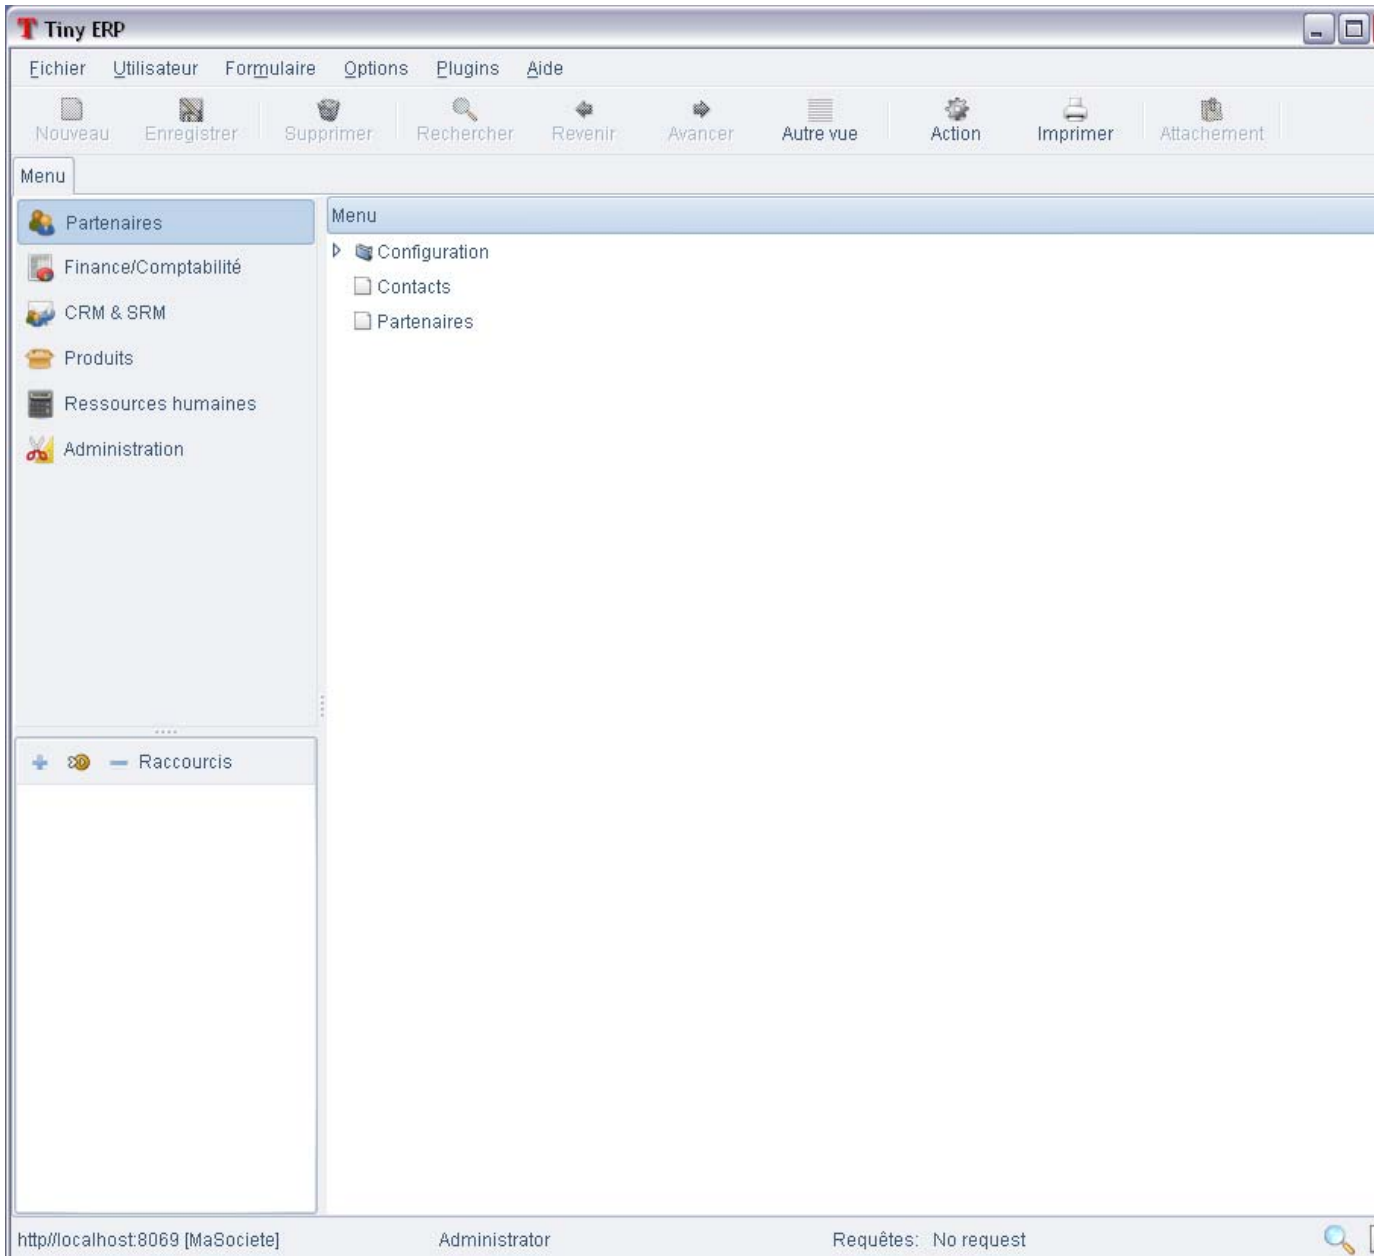 Tiny ERP
Fichier Utilisateur Formulaire Options Plugins Aide
Nouveau Enregistrer Supprimer Rechercher Revenir Avancer Autre vue Action Imprimer Attachement
Menu
Partenaires
Finance/Comptabilité
CRM & SRM
Produits
Ressources humaines
Administration
Menu
Configuration
Contacts
Partenaires
Raccourcis
http//localhost:8069 [MaSociete] Administrator Requêtes: No request